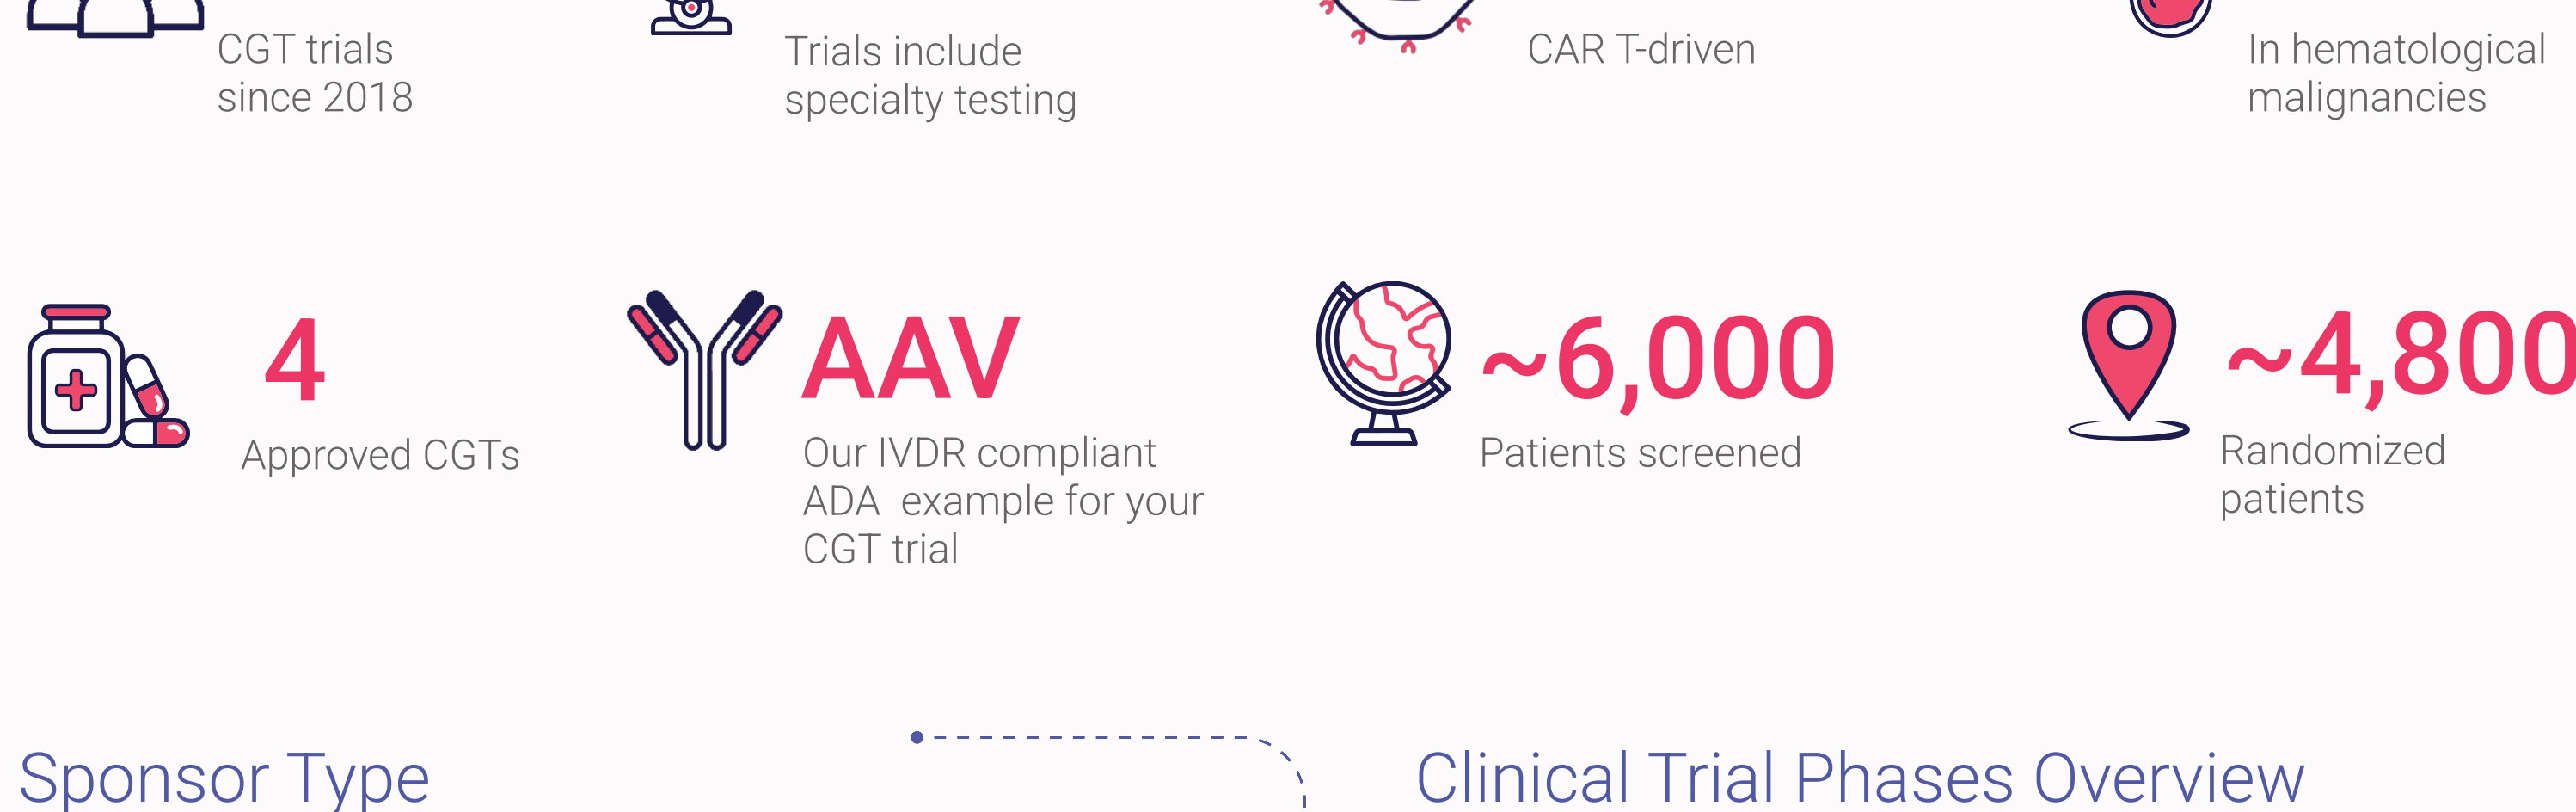 CGT trials
since 2018
Trials include
specialty testing
CAR T-driven
In hematological
malignancies
4
Approved CGTs
AAV
Our IVDR compliant
ADA  example for your
CGT trial
~6,000
Patients screened
~4,800
Randomized
patients
Sponsor Type
Clinical Trial Phases Overview